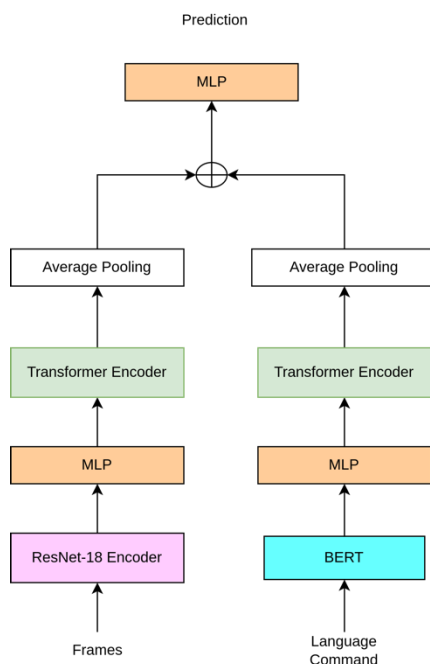 Prediction
MLP
Average Pooling
Average Pooling
Transformer Encoder
Transformer Encoder
MLP
MLP
ResNet-18 Encoder
BERT
Frames
Language
Command